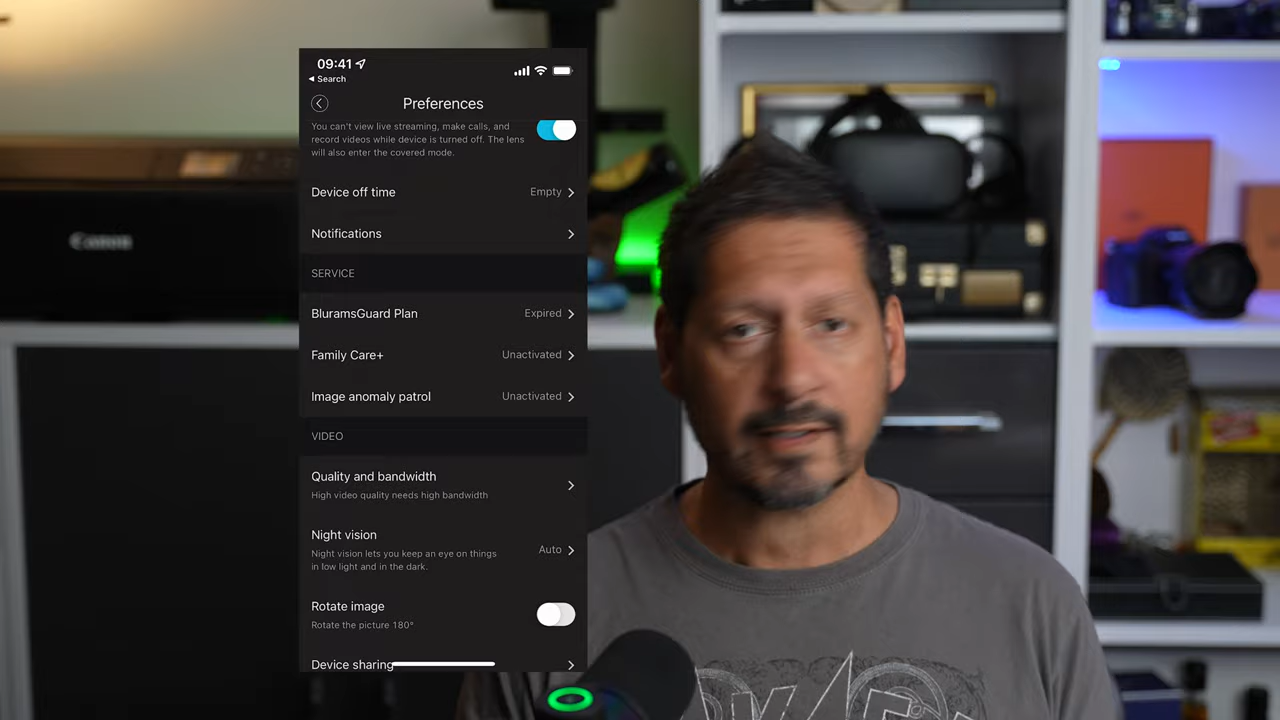 09:41
Search
Preferences
You can't view live streaming, make calls, and
record videos while device is turned off. The lens
will also enter the covered mode.
Device off time
Empty
Notifications
SERVICE
BluramsGuard Plan
Expired
Family Care+
Unactivated
Image anomaly patrol
Unactivated
VIDEO
Quality and bandwidth
High video quality needs high bandwidth
Night vision
Night vision lets you keep an eye on things
in low light and in the dark.
Auto
Rotate image
Rotate the picture 180°
Device sharing
Canon